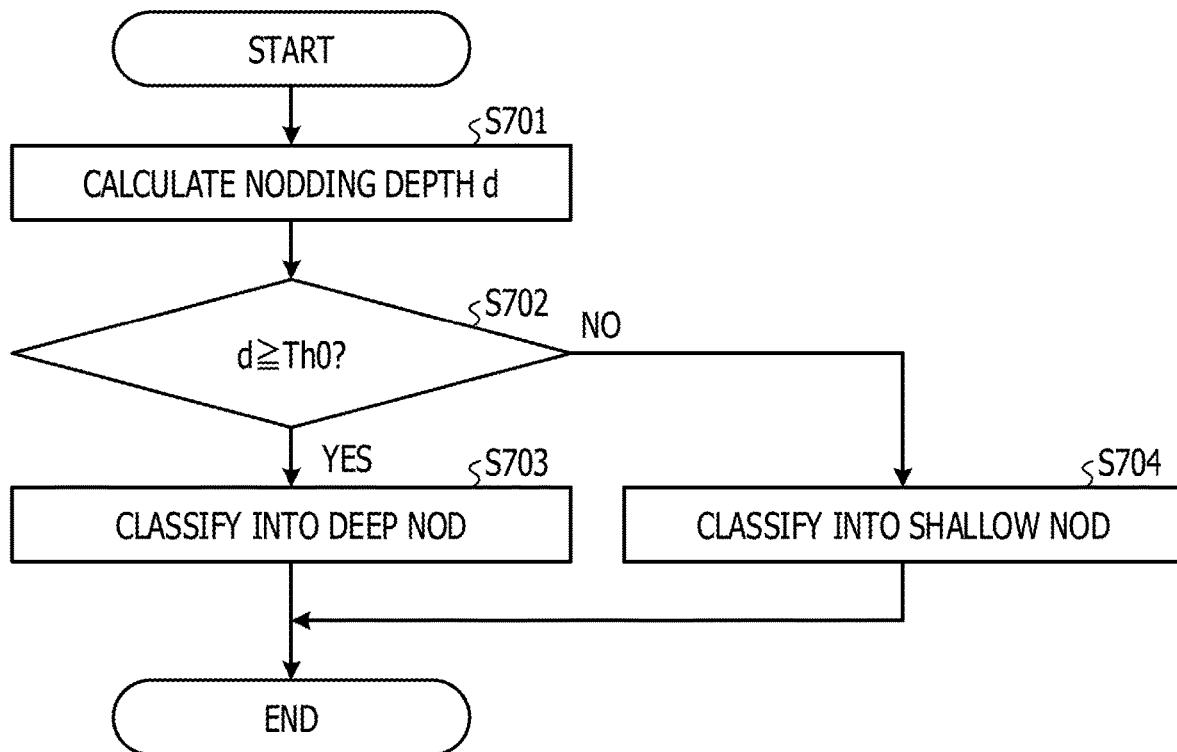 START
S701
CALCULATE NODDING DEPTH d
S702
d≧Th0?
NO
YES
S703
CLASSIFY INTO DEEP NOD
S704
CLASSIFY INTO SHALLOW NOD
END